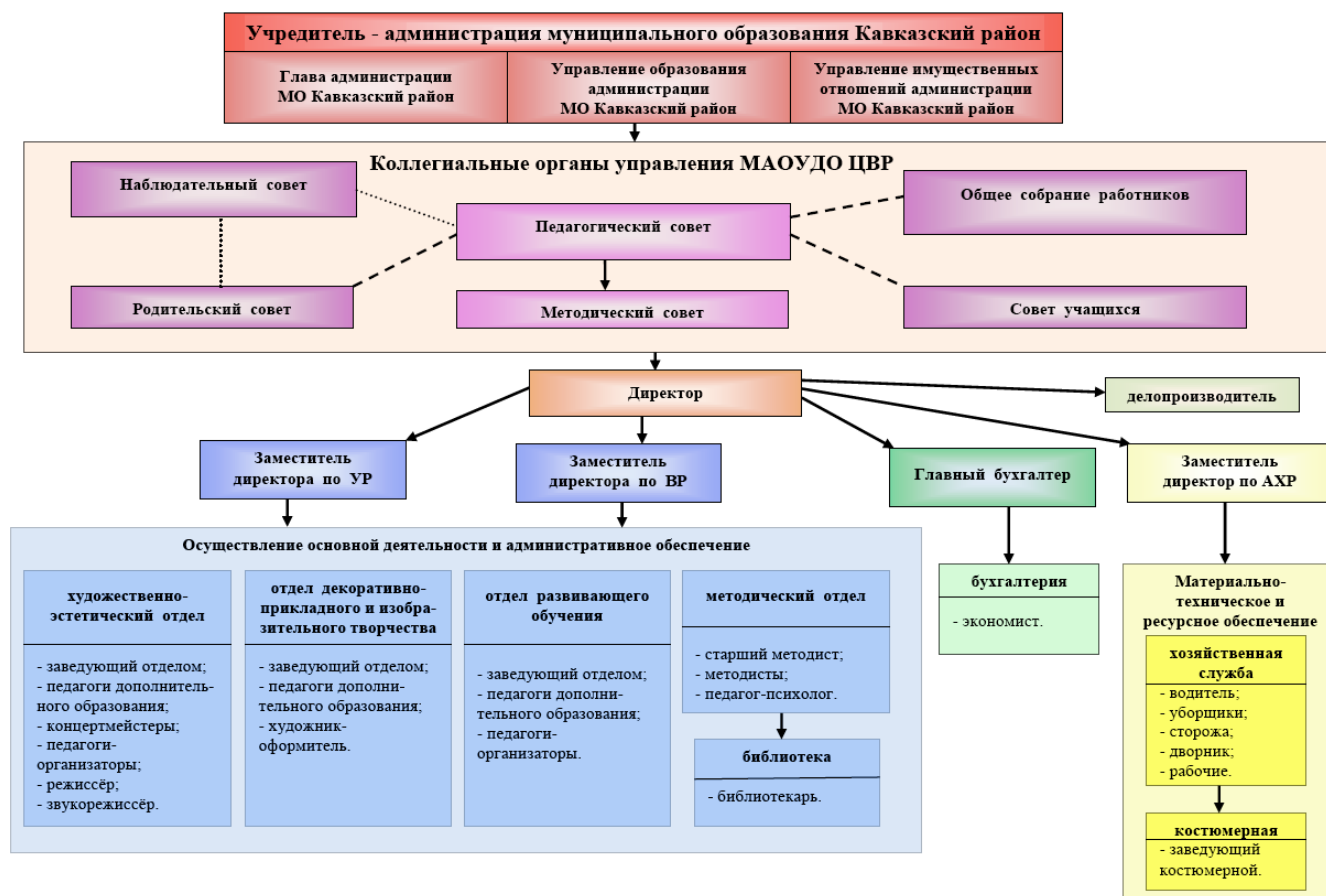 Учредитель - администрация муниципального образования Кавказский район
Глава администрации
МО Кавказский район
Управление образования
администрации
МО Кавказский район
Управление имущественных
отношений администрации
МО Кавказский район
Коллегиальные органы управления МАОУДО ЦВР
Наблюдательный совет
Общее собрание работников
Педагогический совет
Родительский совет
Методический совет
Совет учащихся
Директор
делопроизводитель
Заместитель
директора по УР
Заместитель
директора по ВР
Главный бухгалтер
Заместитель
директор по АХР
Осуществление основной деятельности и административное обеспечение
художественно-
эстетический отдел
- заведующий отделом;
- педагоги дополнитель-
ного образования;
- концертмейстеры;
- педагоги-
организаторы;
- режиссёр;
- звукорежиссёр.
отдел декоративно-
прикладного и изобра-
зительного творчества
- заведующий отделом;
- педагоги дополни-
тельного образования;
- художник-
оформитель.
отдел развивающего
обучения
- заведующий отделом;
- педагоги дополни-
тельного образования;
- педагоги-
организаторы.
методический отдел
- старший методист;
- методисты;
- педагог-психолог.
библиотека
- библиотекарь.
бухгалтерия
- экономист.
Материально-
техническое и
ресурсное обеспечение
хозяйственная
служба
- водитель;
- уборщики;
- сторожа;
- дворник;
- рабочие.
костюмерная
- заведующий
костюмерной.